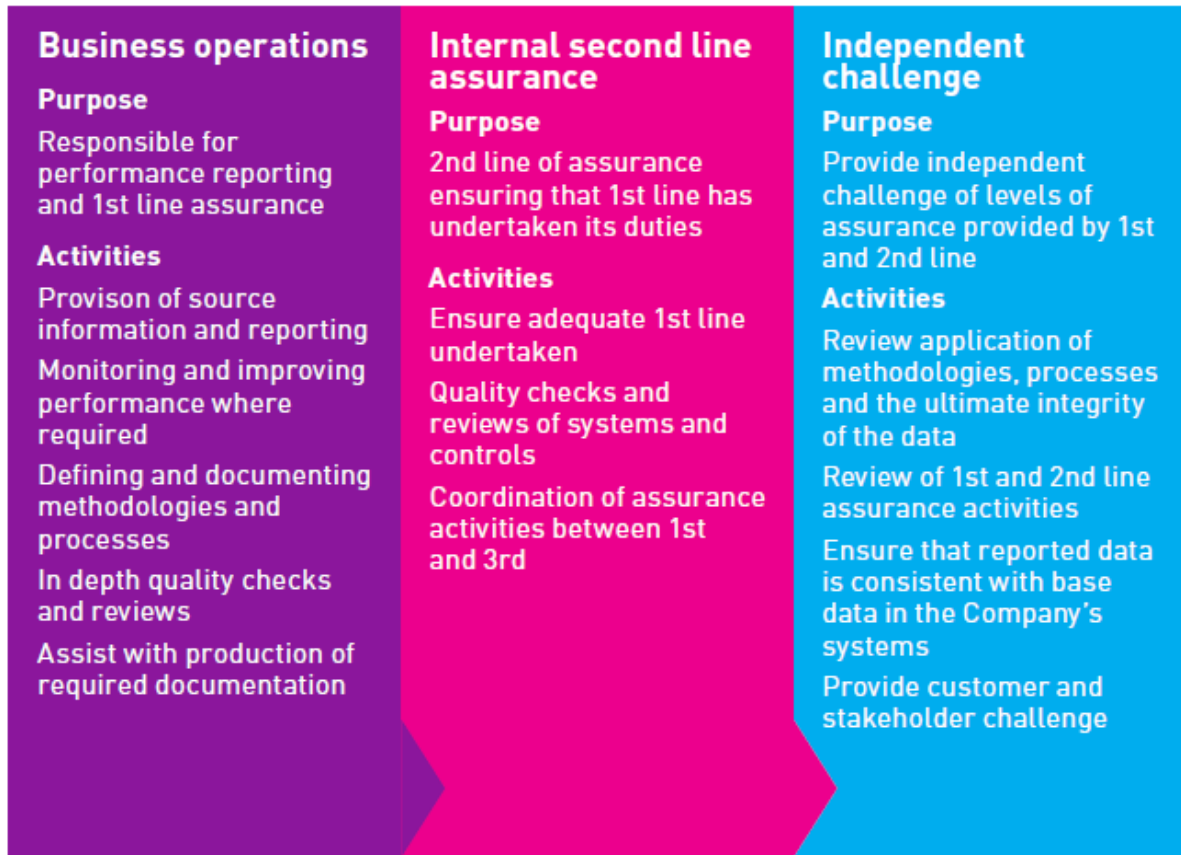 Business operations
Purpose
Responsible for
performance reporting
and 1st line assurance
Activities
Provison of source
information and reporting
Monitoring and improving
performance where
required
Defining and documenting
methodologies and
processes
In depth quality checks
and reviews
Assist with production of
required documentation
Internal second line
assurance
Purpose
2nd line of assurance
ensuring that 1st line has
undertaken its duties
Activities
Ensure adequate 1st line
undertaken
Quality checks and
reviews of systems and
controls
Coordination of assurance
activities between 1st
and 3rd
Independent
challenge
Purpose
Provide independent
challenge of levels of
assurance provided by 1st
and 2nd line
Activities
Review application of
methodologies, processes
and the ultimate integrity
of the data
Review of 1st and 2nd line
assurance activities
Ensure that reported data
is consistent with base
data in the Company's
systems
Provide customer and
stakeholder challenge